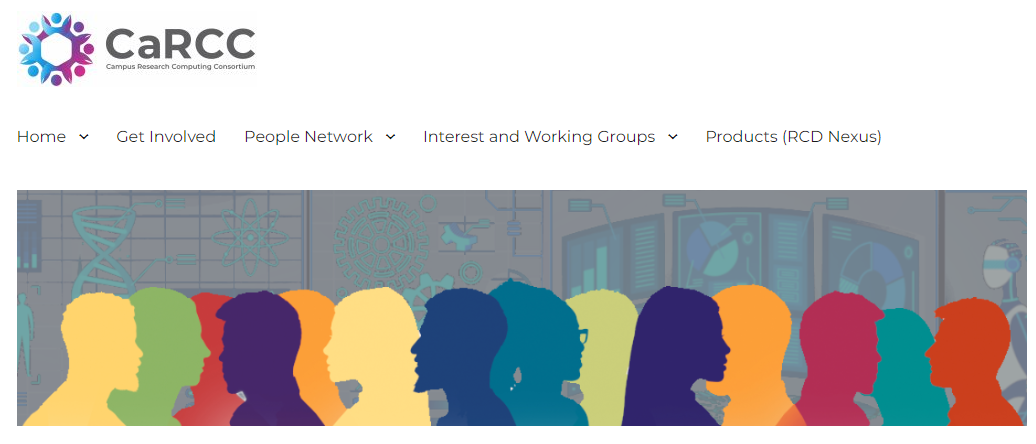 CaRCC
Campus Research Computing Consortium
Home
Get Involved
People Network
Interest and Working Groups
Products (RCD Nexus)